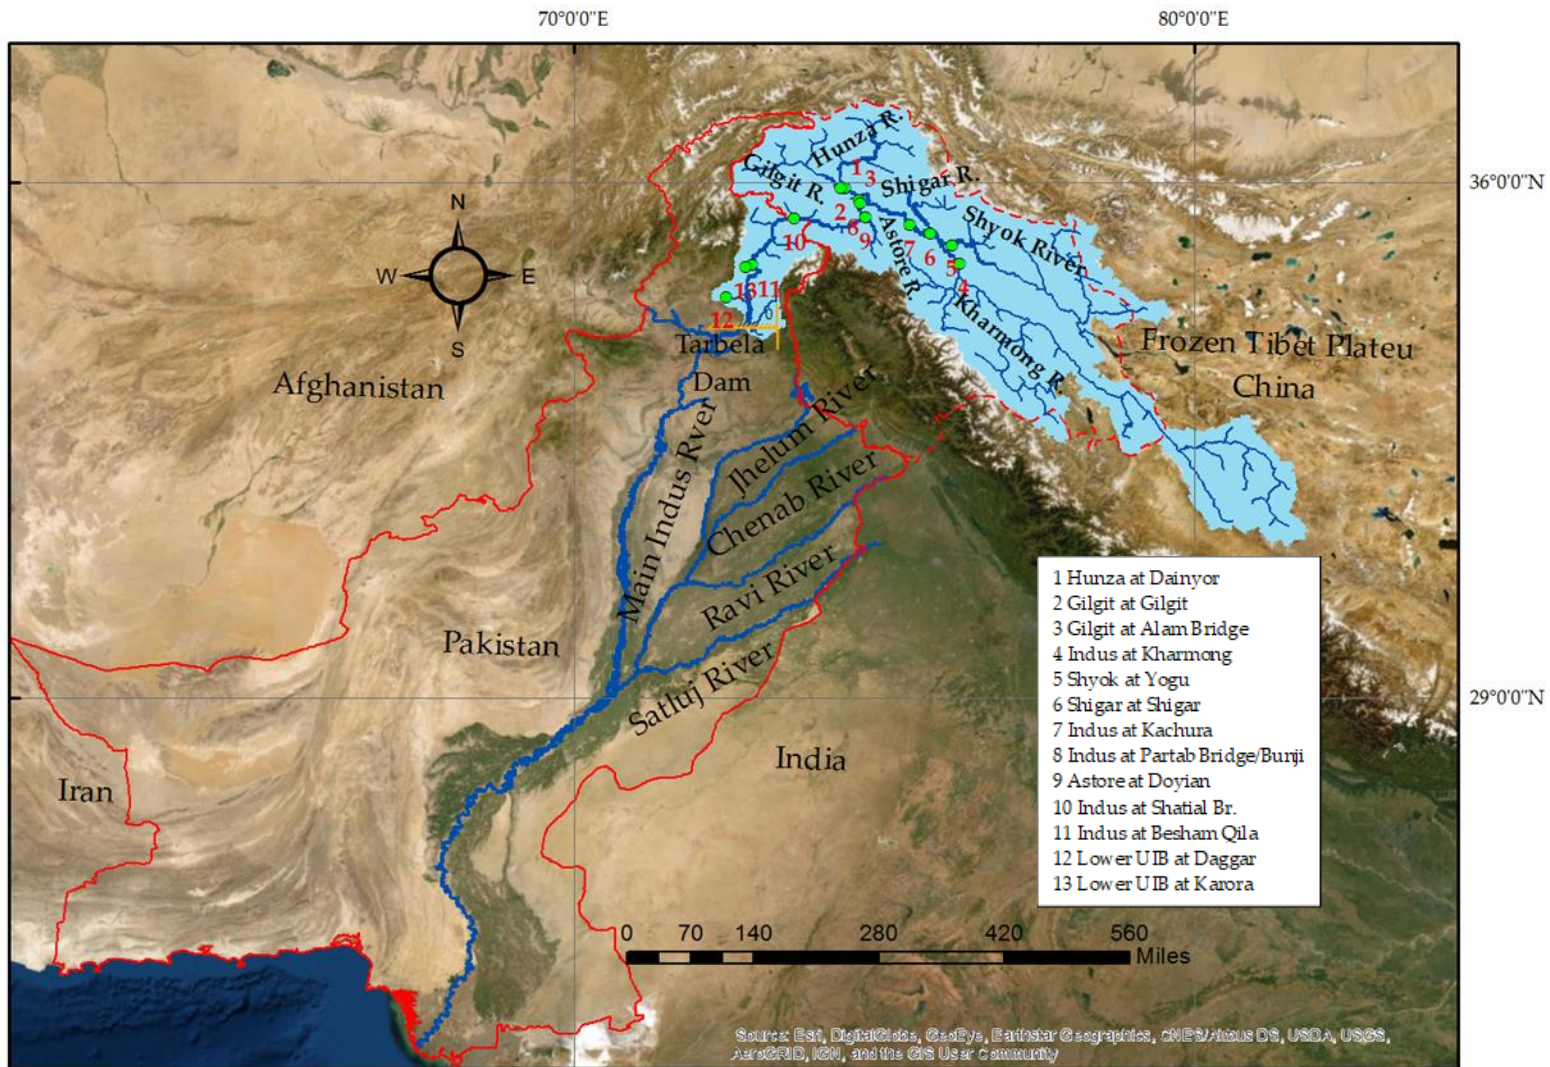 70°0'0"E
80°0'0"E
36°0'0"N
29°0'0"N
N
W
E
S
Hunza R.
Gilgit R.
Shigar R.
Shyok River
Astore R.
Kharmong R.
1
3
2
8
9
10
7
6
5
4
13
11
12
0
Tarbela
Dam
Frozen Tibet Plateu
China
Afghanistan
Main Indus Rver
Jhelum River
Chenab River
Ravi River
Satluj River
Pakistan
India
Iran
1 Hunza at Dainyor
2 Gilgit at Gilgit
3 Gilgit at Alam Bridge
4 Indus at Kharmong
5 Shyok at Yogu
6 Shigar at Shigar
7 Indus at Kachura
8 Indus at Partab Bridge/Bunji
9 Astore at Doyian
10 Indus at Shatial Br.
11 Indus at Besham Qila
12 Lower UIB at Daggar
13 Lower UIB at Karora
0 70 140 280 420 560
Miles
Source: Esri, DigitalGlobe, GeoEye, Earthstar Geographics, CNES/Airbus DS, USDA, USGS,
AeroGRID, IGN, and the GIS User Community